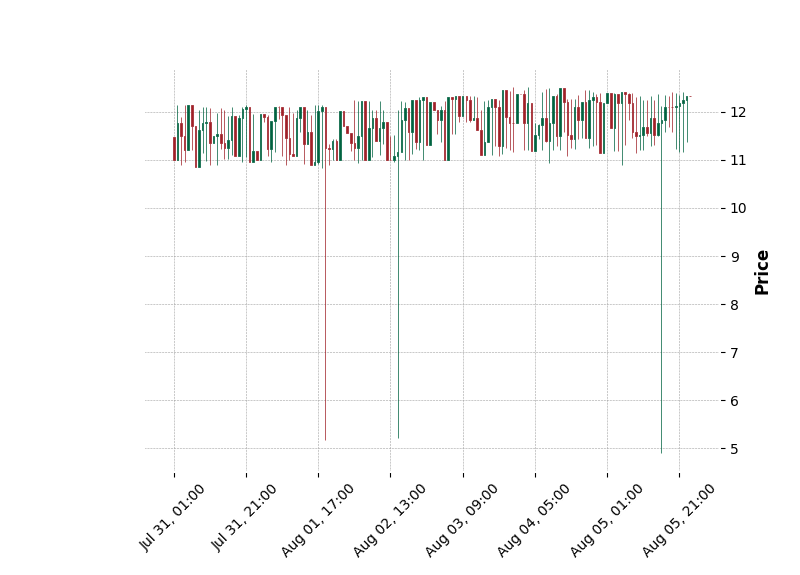 12
11
10
9
8
7
6
5
Price
Jul 31, 01:00
Jul 31, 21:00
Aug 01, 17:00
Aug 02, 13:00
Aug 03, 09:00
Aug 04, 05:00
Aug 05, 01:00
Aug 05, 21:00